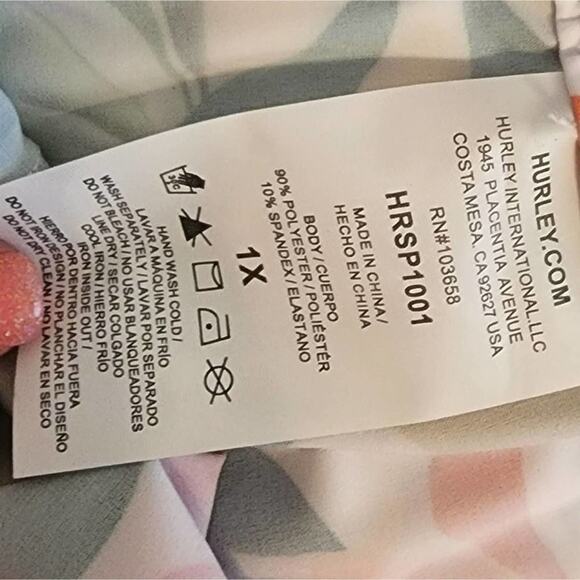 HURLEY.COM
HURLEY INTERNATIONAL.LLC
1945 PLACENTIA AVENUE
COSTA MESA. CA 92627 USA
RN#103658
HRSP1001
MADE IN CHINA/
HECHO EN CHINA
BODY/CUERPO
90% POLYESTER/POLIÉSTER
10% SPANDEX/ELASTANO
1X
30C
HAND WASH COLD/
LAVAR A MÁQUINA EN FRÍO
WASH SEPARATELY/LAVAR POR SEPARADO
DO NOT BLEACH/NO USAR BLANQUEADORES
LINE DRY/SECAR COLGADO
COOL IRON/HIERRO FRÍO
IRON INSIDE OUT/
HIERRO POR DENTRO HACIA FUERA
DO NOT IRON DESIGN/NO PLANCHAR EL DISEÑO
DO NOT DRY CLEAN/NO LAVAR EN SECO